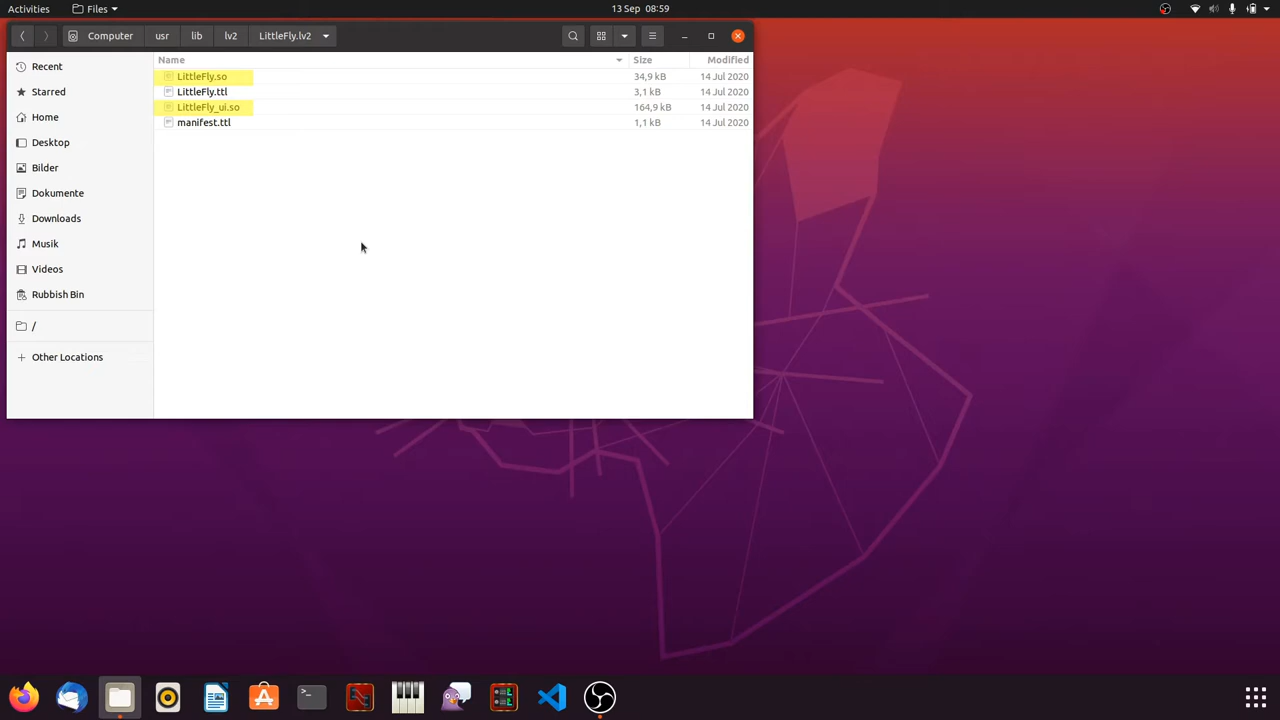 Activities Files 13 Sep 08:59
Computer usr lib lv2 LittleFly.lv2
Name Size Modified
Recent
Starred
Home
Desktop
Bilder
Dokumente
Downloads
Musik
Videos
Rubbish Bin
/
Other Locations
LittleFly.so 34,9 kB 14 Jul 2020
LittleFly.ttl 3,1 kB 14 Jul 2020
LittleFly_ui.so 164,9 kB 14 Jul 2020
manifest.ttl 1,1 kB 14 Jul 2020